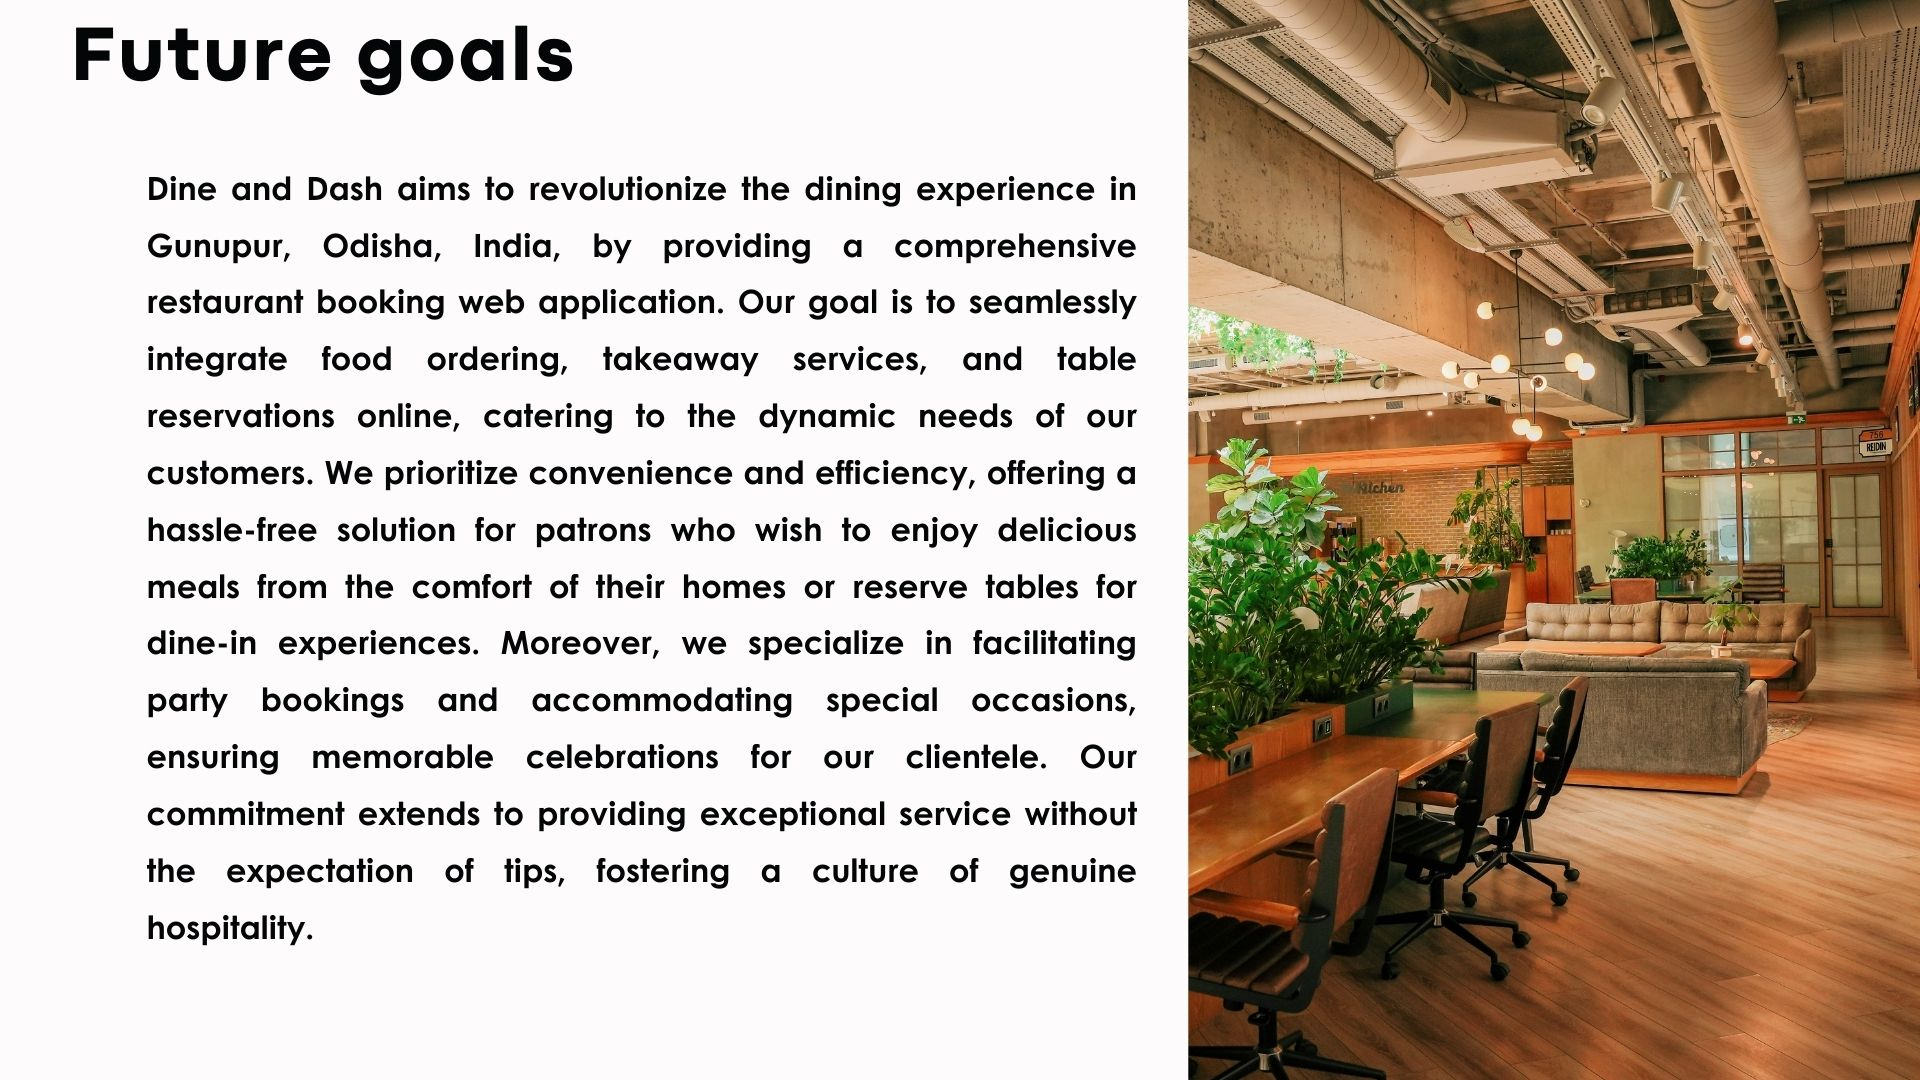 Future goals
Dine and Dash aims to revolutionize the dining experience in
Gunupur, Odisha, India, by providing a comprehensive
restaurant booking web application. Our goal is to seamlessly
integrate food ordering, takeaway services, and table
reservations online, catering to the dynamic needs of our
customers. We prioritize convenience and efficiency, offering a
hassle-free solution for patrons who wish to enjoy delicious
meals from the comfort of their homes or reserve tables for
dine-in experiences. Moreover, we specialize in facilitating
party bookings and accommodating special occasions,
ensuring memorable celebrations for our clientele. Our
commitment extends to providing exceptional service without
the expectation of tips, fostering a culture of genuine
hospitality.
Kitchen
REIDIN